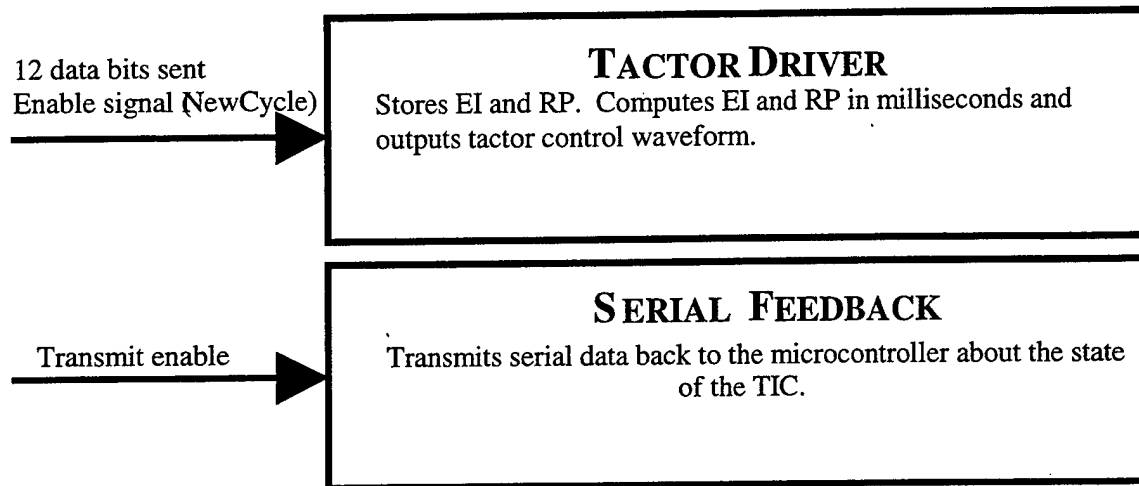 12 data bits sent
Enable signal (NewCycle)
TACTOR DRIVER
Stores EI and RP. Computes EI and RP in milliseconds and
outputs tactor control waveform.
Transmit enable
SERIAL FEEDBACK
Transmits serial data back to the microcontroller about the state
of the TIC.